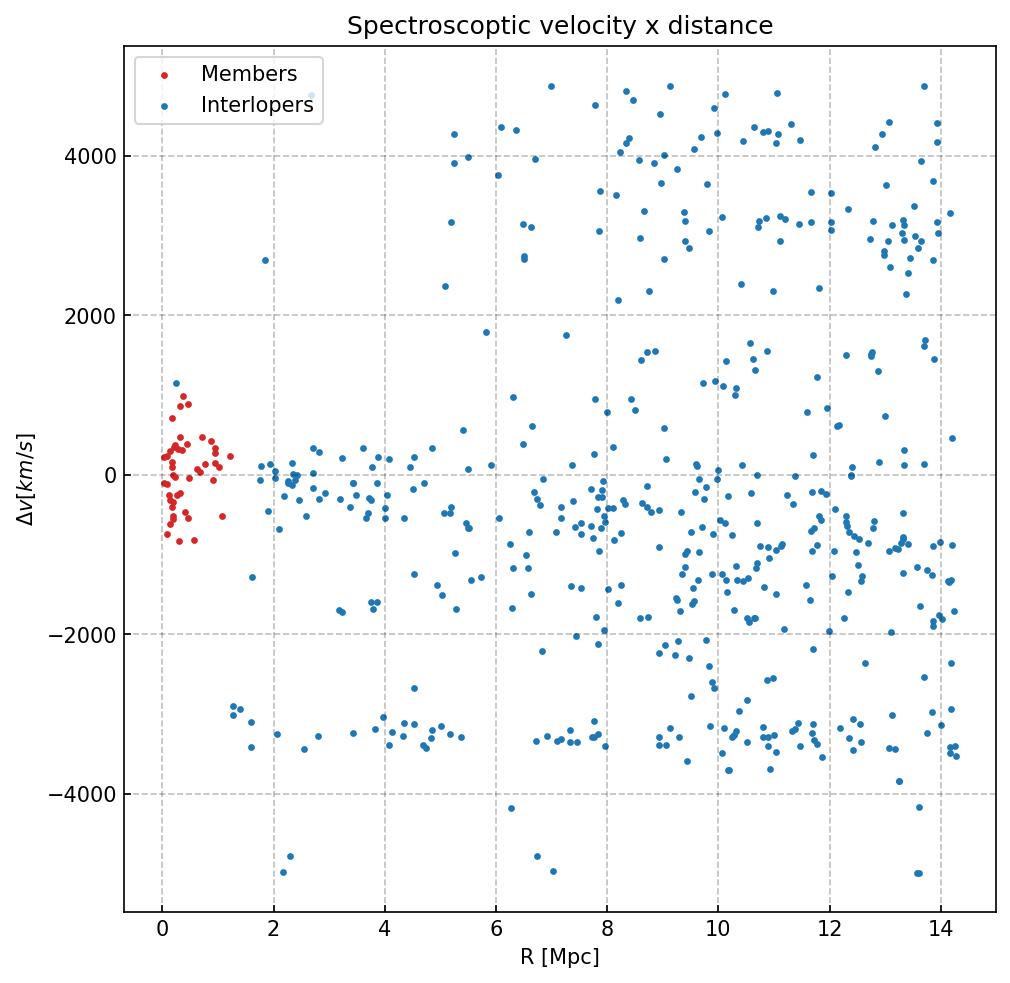 Spectroscoptic velocity x distance
Members
Interlopers
4000
2000
0
−2000
−4000
Δv[km/s]
0 2 4 6 8 10 12 14
R [Mpc]